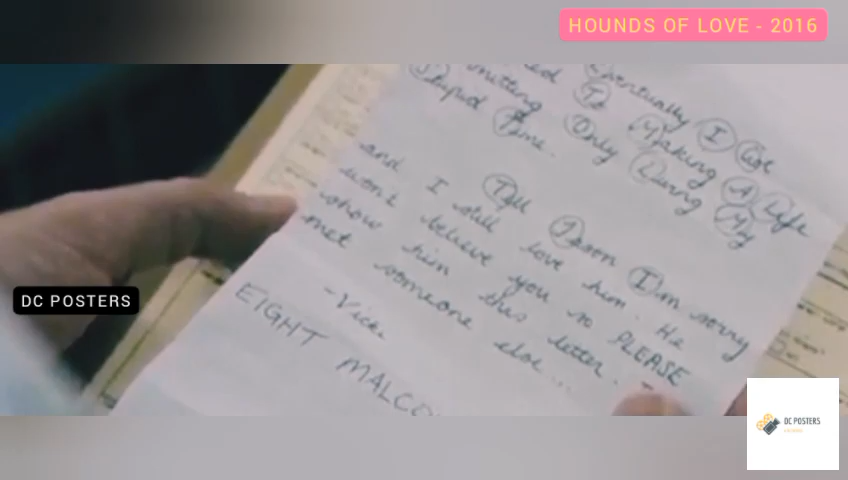 HOUNDS OF LOVE - 2016
Eventually I Got
To Making A Life
mitting Only During My
Stupid Time.
Tell Jason I'm sorry
and I still love him. He
won't believe you so PLEASE
show him this letter.
met someone else...
-Vicki
EIGHT MALCO
DC POSTERS
DC POSTERS